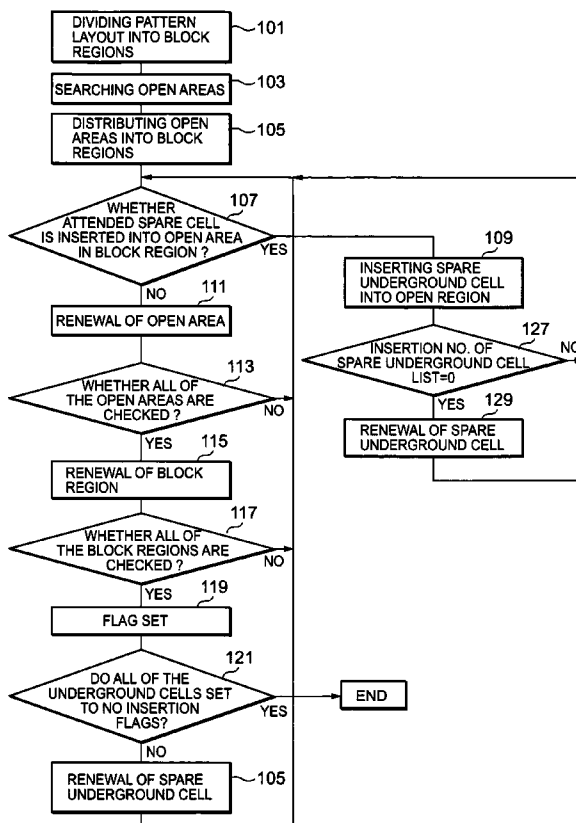 DIVIDING PATTERN
LAYOUT INTO BLOCK
REGIONS
101
SEARCHING OPEN AREAS
103
DISTRIBUTING OPEN
AREAS INTO BLOCK
REGIONS
105
WHETHER
ATTENDED SPARE CELL
IS INSERTED INTO OPEN AREA
IN BLOCK REGION ?
107
YES
NO
109
INSERTING SPARE
UNDERGROUND CELL
INTO OPEN REGION
111
RENEWAL OF OPEN AREA
127
INSERTION NO. OF
SPARE UNDERGROUND CELL
LIST=0
NO
YES
113
WHETHER ALL OF
THE OPEN AREAS ARE
CHECKED ?
NO
YES
129
RENEWAL OF SPARE
UNDERGROUND CELL
115
RENEWAL OF BLOCK
REGION
117
WHETHER ALL OF
THE BLOCK REGIONS ARE
CHECKED ?
NO
YES
119
FLAG SET
121
DO ALL OF THE
UNDERGROUND CELLS SET
TO NO INSERTION
FLAGS?
YES
END
NO
RENEWAL OF SPARE
UNDERGROUND CELL
105